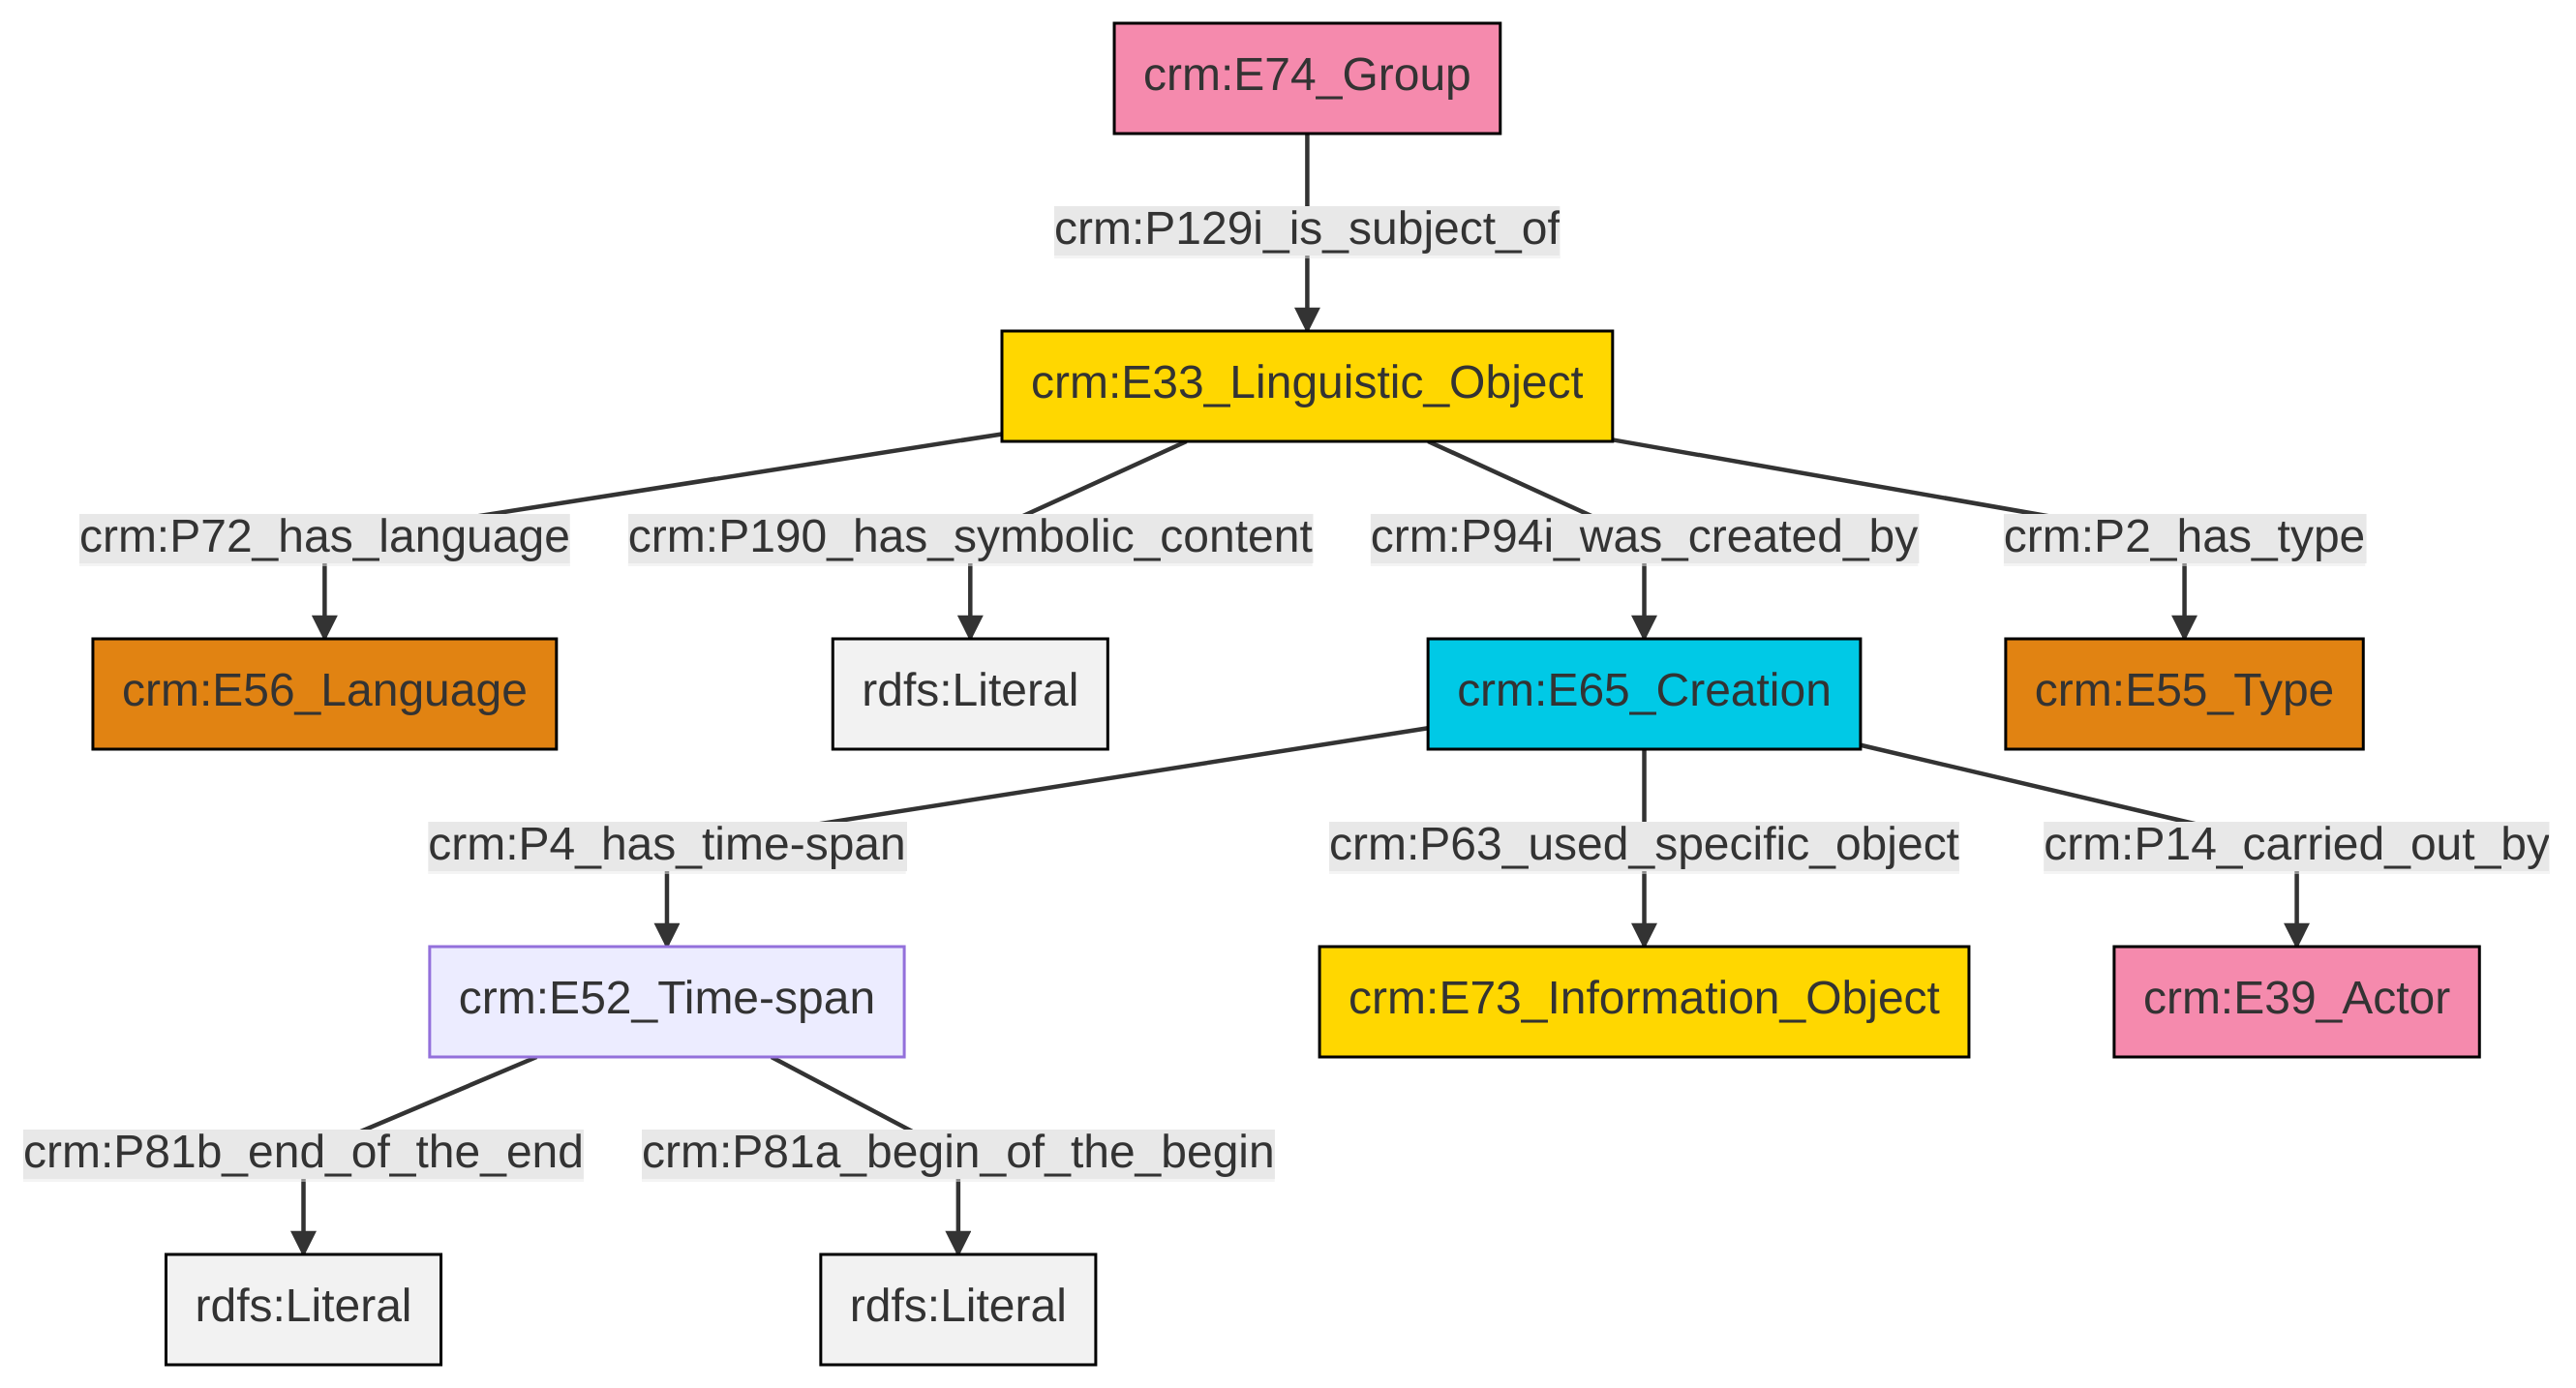 crm:E74_Group
crm:P129i_is_subject_of
crm:E33_Linguistic_Object
crm:P72_has_language
crm:P190_has_symbolic_content
crm:P94i_was_created_by
crm:P2_has_type
crm:E56_Language
rdfs:Literal
crm:E65_Creation
crm:E55_Type
crm:P4_has_time-span
crm:P63_used_specific_object
crm:P14_carried_out_by
crm:E52_Time-span
crm:E73_Information_Object
crm:E39_Actor
crm:P81b_end_of_the_end
crm:P81a_begin_of_the_begin
rdfs:Literal
rdfs:Literal